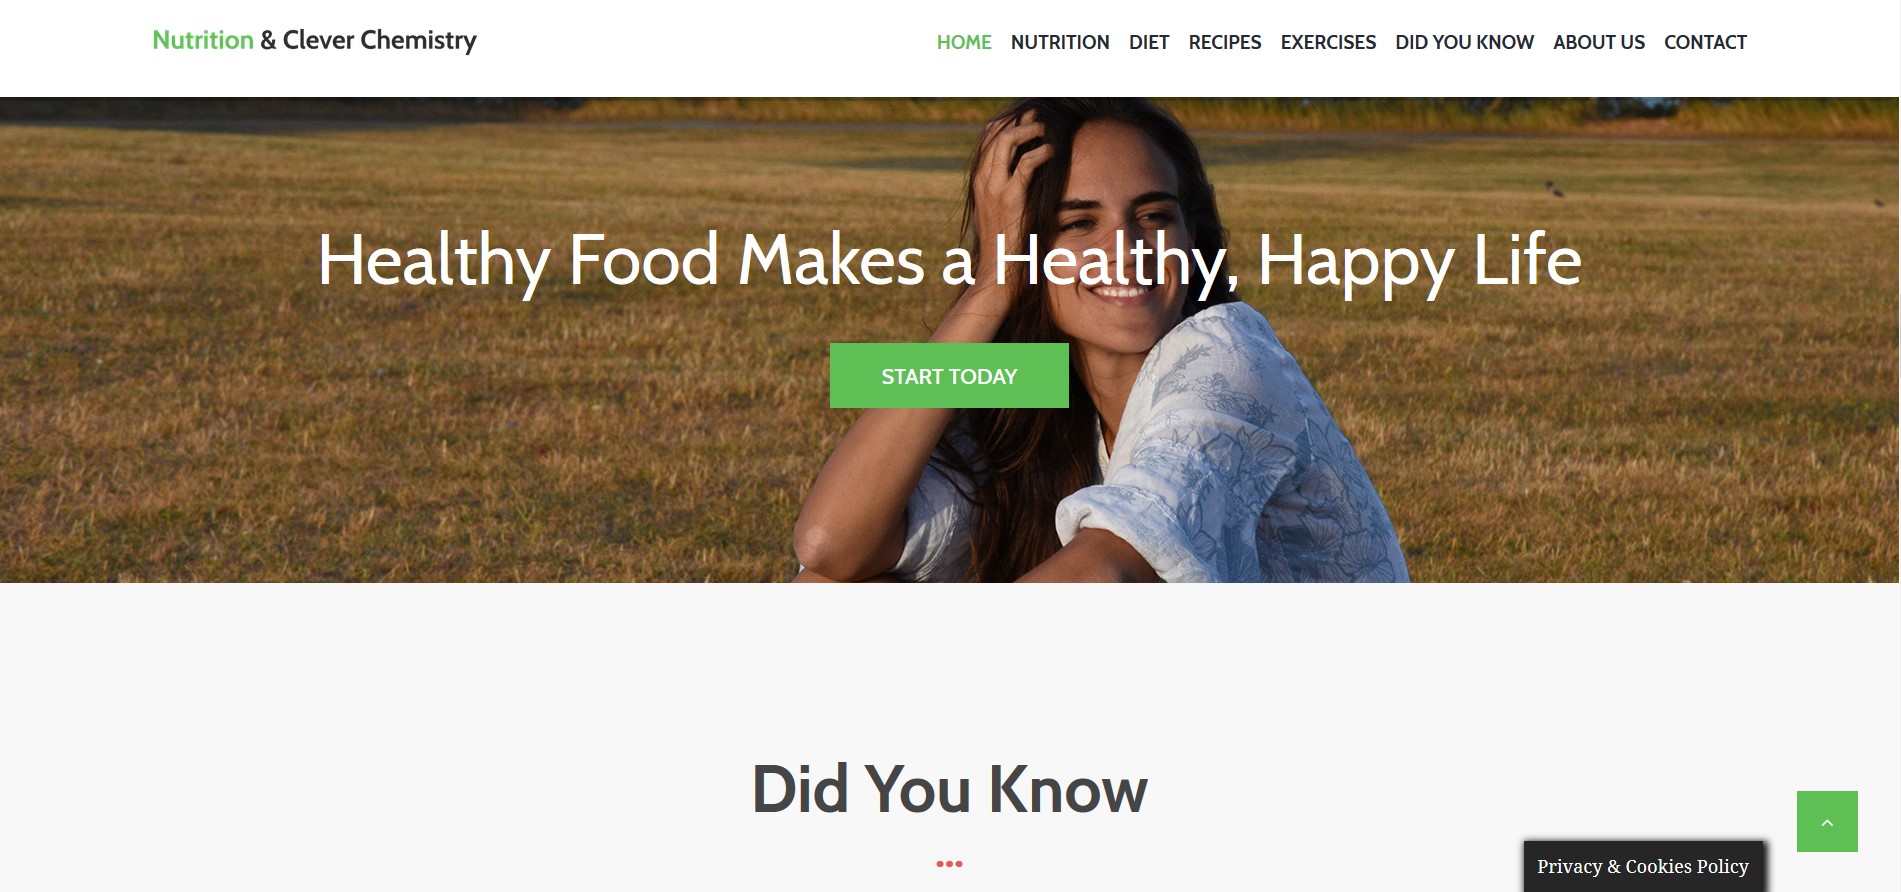 Nutrition & Clever Chemistry
HOME NUTRITION DIET RECIPES EXERCISES DID YOU KNOW ABOUT US CONTACT
Healthy Food Makes a Healthy, Happy Life
START TODAY
Did You Know
Privacy & Cookies Policy